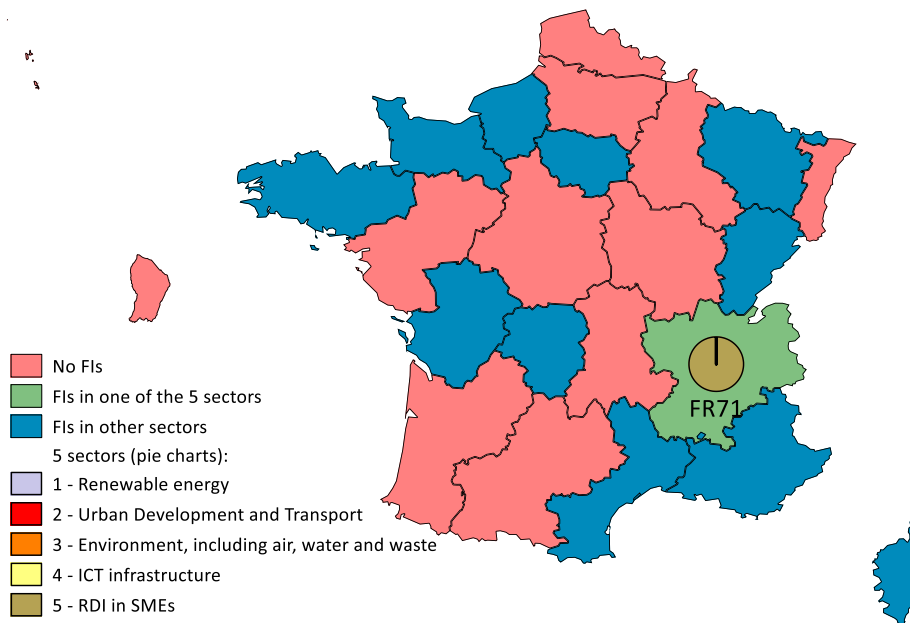 FR71
No FIs
FIs in one of the 5 sectors
FIs in other sectors
5 sectors (pie charts):
1 - Renewable energy
2 - Urban Development and Transport
3 - Environment, including air, water and waste
4 - ICT infrastructure
5 - RDI in SMEs